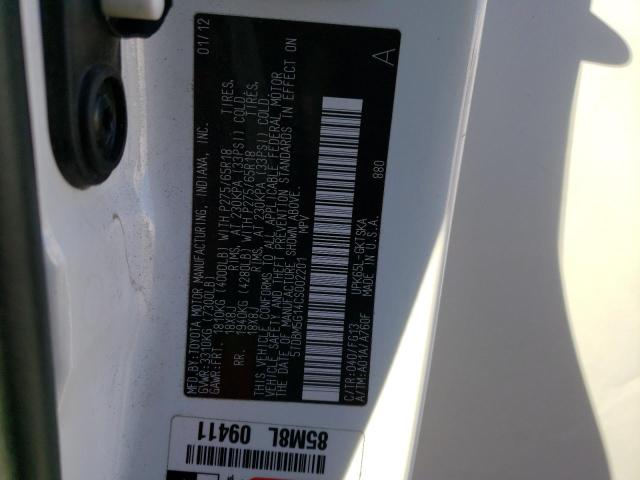 MFD.BY:TOYOTA MOTOR MANUFACTURING, INDIANA, INC. 01/12
GVWR:3310KG(7300LB)
GAWR:FRT. 1810KG(4000LB)WITH P275/65R18 TIRES,
18X8J RIMS, AT 230KPA(33PSI)COLD.
RR. 1940KG(4280LB)WITH P275/65R18 TIRES,
18X8J RIMS, AT 230KPA(33PSI)COLD.
THIS VEHICLE CONFORMS TO ALL APPLICABLE FEDERAL MOTOR
VEHICLE SAFETY AND THEFT PREVENTION STANDARDS IN EFFECT ON
THE DATE OF MANUFACTURE SHOWN ABOVE.
5TDBM5G14CS002201 MPV
A
C/TR:040/FG13 UPK65L-GKTSKA 880
A/TM:A01A/A760F MADE IN U.S.A.
85M8L 09411